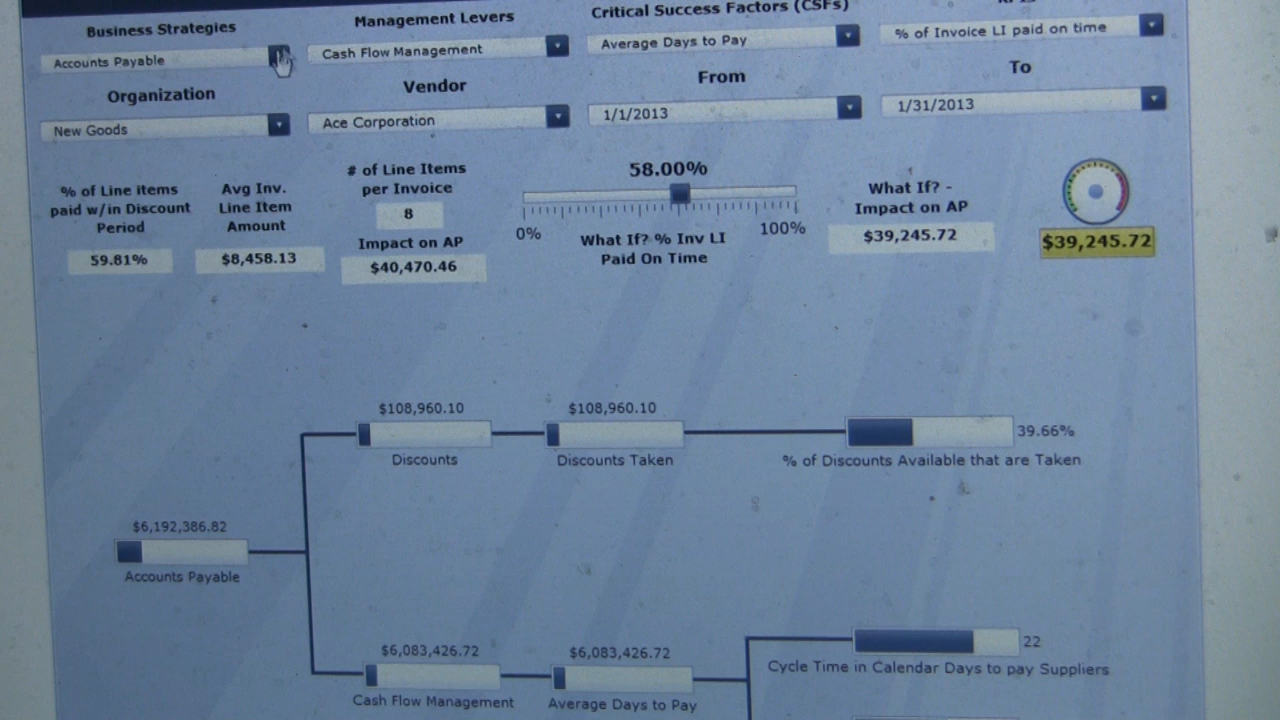 Business Strategies
Management Levers
Critical Success Factors (CSFs)
Accounts Payable
Cash Flow Management
Average Days to Pay
% of Invoice LI paid on time
Organization
Vendor
From
To
New Goods
Ace Corporation
1/1/2013
1/31/2013
% of Line items
paid w/in Discount
Period
59.81%
Avg Inv.
Line Item
Amount
$8,458.13
# of Line Items
per Invoice
8
Impact on AP
$40,470.46
58.00%
0%
100%
What If? % Inv LI
Paid On Time
What If? -
Impact on AP
$39,245.72
$39,245.72
$108,960.10
Discounts
$108,960.10
Discounts Taken
39.66%
% of Discounts Available that are Taken
$6,192,386.82
Accounts Payable
$6,083,426.72
Cash Flow Management
$6,083,426.72
Average Days to Pay
22
Cycle Time in Calendar Days to pay Suppliers